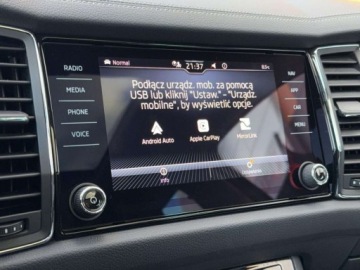 Normal 21:37
RADIO
MEDIA
PHONE
VOICE
Podłącz urządz. mob. za pomocą
USB lub kliknij "Ustaw." - "Urządz.
mobilne", by wyświetlić opcje.
Android Auto Apple CarPlay MirrorLink
Info
NAV
APP
CAR
MENU